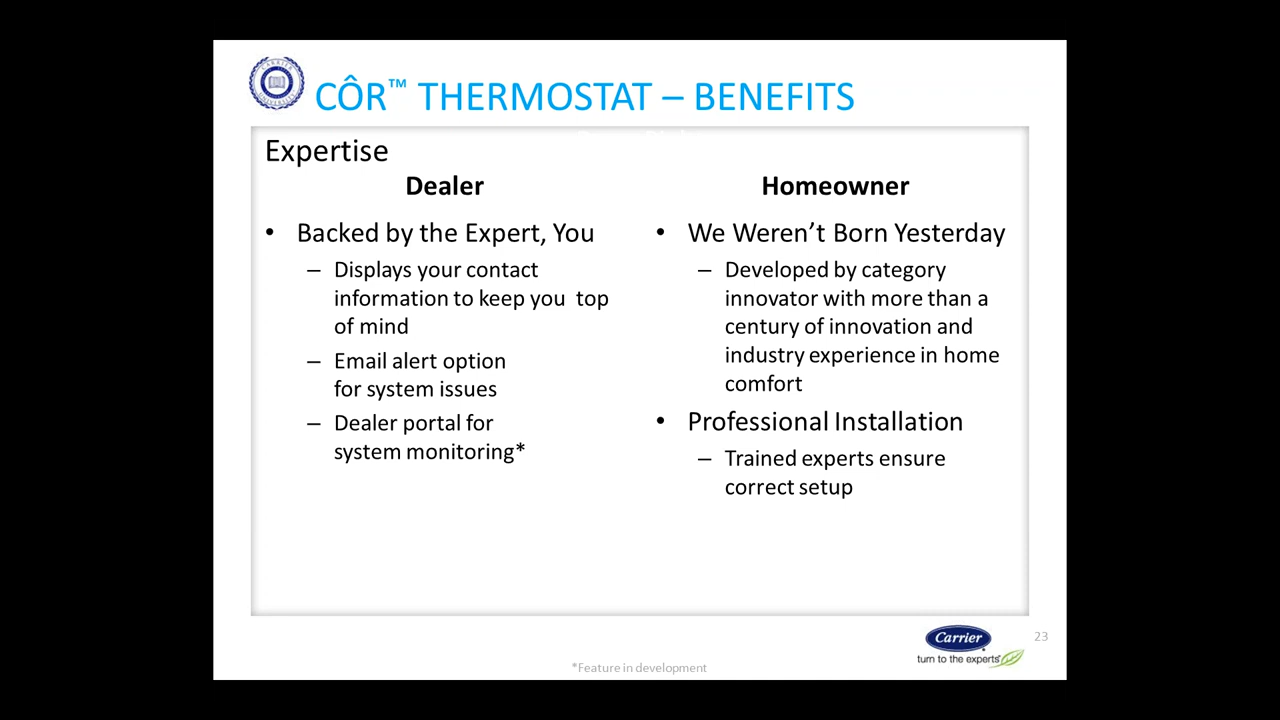 CÔR™ THERMOSTAT – BENEFITS
Expertise
Dealer
• Backed by the Expert, You
– Displays your contact
information to keep you top
of mind
– Email alert option
for system issues
– Dealer portal for
system monitoring*
Homeowner
• We Weren’t Born Yesterday
– Developed by category
innovator with more than a
century of innovation and
industry experience in home
comfort
• Professional Installation
– Trained experts ensure
correct setup
Carrier
turn to the experts
23
*Feature in development